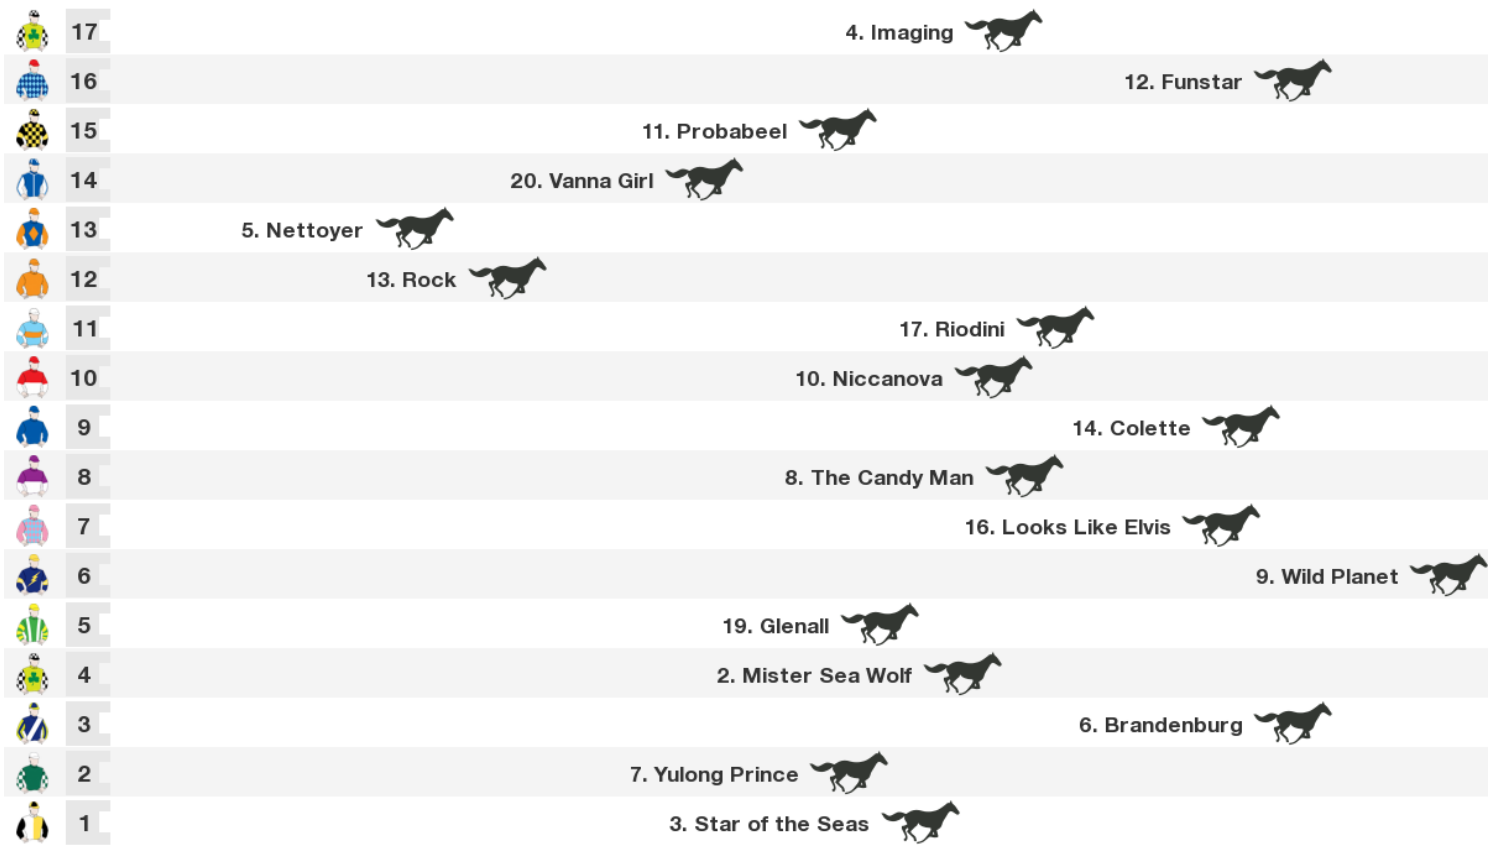 17 4. Imaging
16 12. Funstar
15 11. Probabeel
14 20. Vanna Girl
13 5. Nettoyer
12 13. Rock
11 17. Riodini
10 10. Niccanova
9 14. Colette
8 8. The Candy Man
7 16. Looks Like Elvis
6 9. Wild Planet
5 19. Glenall
4 2. Mister Sea Wolf
3 6. Brandenburg
2 7. Yulong Prince
1 3. Star of the Seas